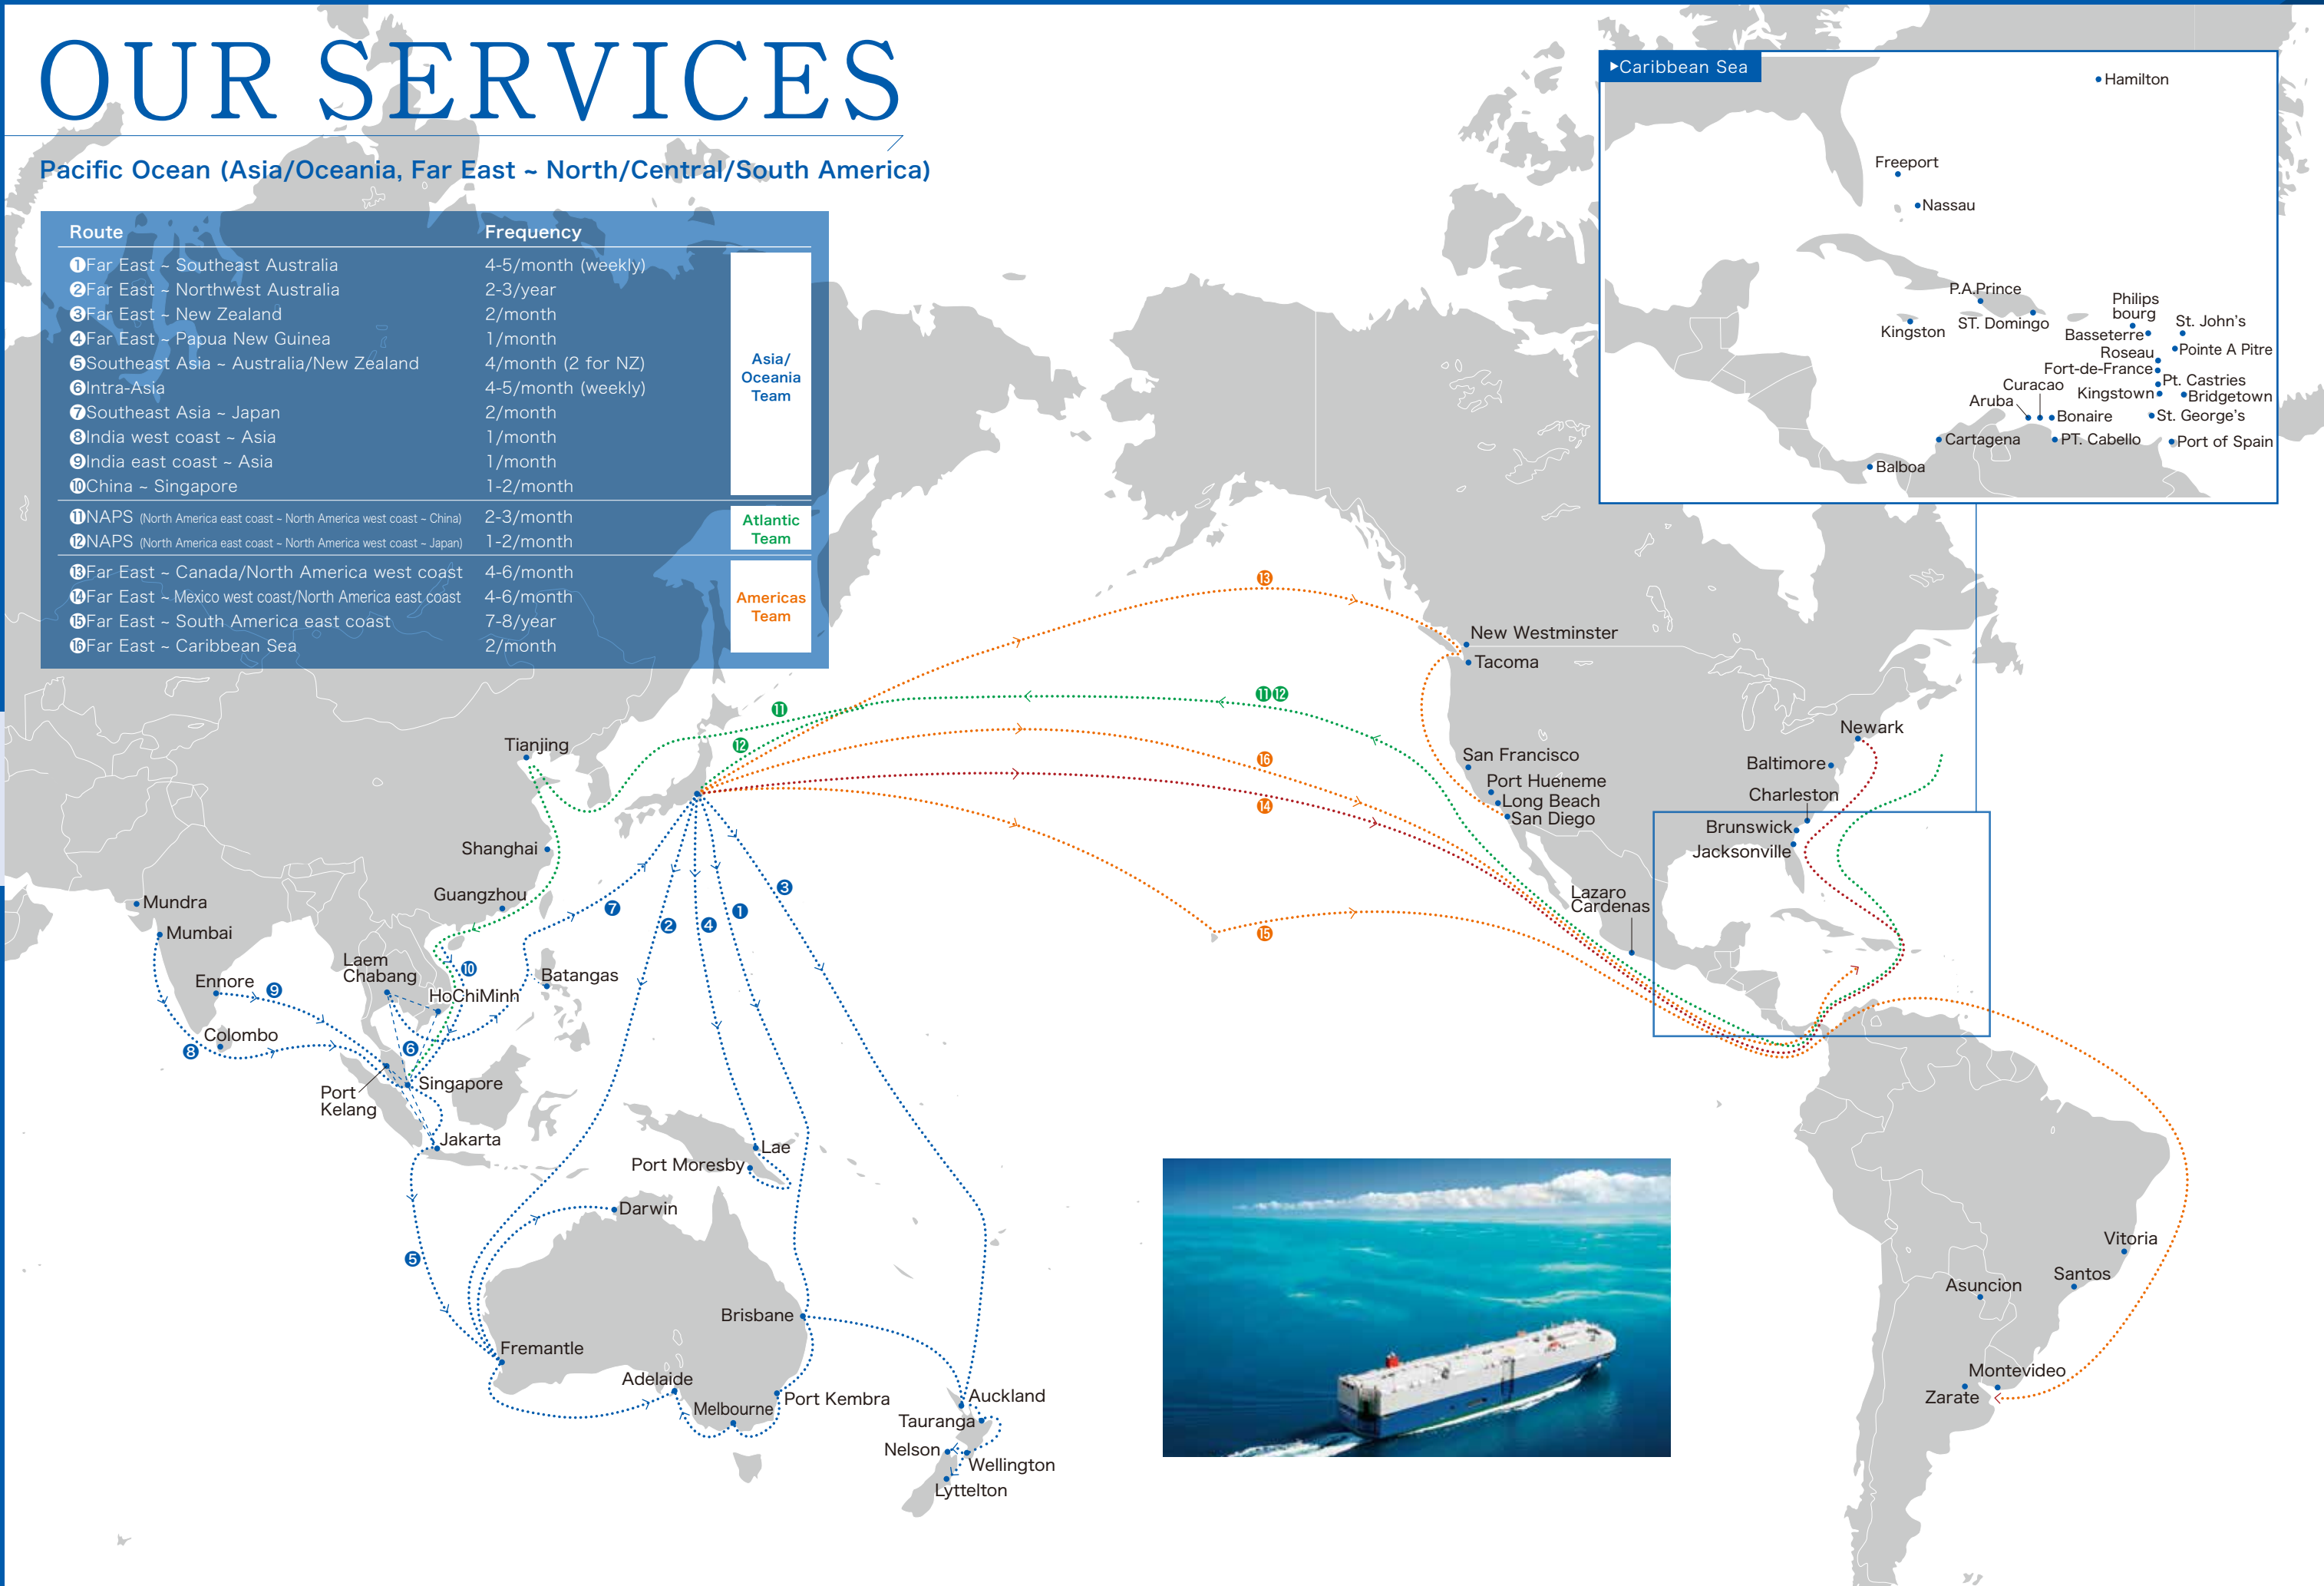 OUR SERVICES
Pacific Ocean (Asia/Oceania, Far East ~ North/Central/South America)
Route Frequency
❶Far East ~ Southeast Australia 4-5/month (weekly)
❷Far East ~ Northwest Australia 2-3/year
❸Far East ~ New Zealand 2/month
❹Far East ~ Papua New Guinea 1/month
❺Southeast Asia ~ Australia/New Zealand 4/month (2 for NZ)
❻Intra-Asia 4-5/month (weekly)
❼Southeast Asia ~ Japan 2/month
❽India west coast ~ Asia 1/month
❾India east coast ~ Asia 1/month
❿China ~ Singapore 1-2/month
Asia/
Oceania
Team
⓫NAPS (North America east coast ~ North America west coast ~ China) 2-3/month
⓬NAPS (North America east coast ~ North America west coast ~ Japan) 1-2/month
Atlantic
Team
⓭Far East ~ Canada/North America west coast 4-6/month
⓮Far East ~ Mexico west coast/North America east coast 4-6/month
⓯Far East ~ South America east coast 7-8/year
⓰Far East ~ Caribbean Sea 2/month
Americas
Team
▶Caribbean Sea
Hamilton
Freeport
Nassau
P.A.Prince
Kingston
ST. Domingo
Philips
bourg
St. John's
Basseterre
Pointe A Pitre
Roseau
Fort-de-France
Pt. Castries
Curacao
Kingstown
Bridgetown
Aruba
Bonaire
St. George's
Cartagena
PT. Cabello
Port of Spain
Balboa
⓭
New Westminster
Tacoma
⓫⓬
⓫
⓬
Newark
Tianjing
San Francisco
⓰
Baltimore
Port Hueneme
Charleston
Long Beach
⓮
San Diego
Brunswick
Shanghai
Jacksonville
❸
Guangzhou
Lazaro
Cardenas
Mundra
❼
❶
❷
❹
Mumbai
⓯
Laem
Chabang
❿
Batangas
Ennore
❾
HoChiMinh
Colombo
❽
❻
Singapore
Port
Kelang
Jakarta
Lae
Port Moresby
Darwin
Vitoria
❺
Santos
Asuncion
Brisbane
Fremantle
Montevideo
Adelaide
Zarate
Auckland
Port Kembra
Melbourne
Tauranga
Nelson
Wellington
Lyttelton